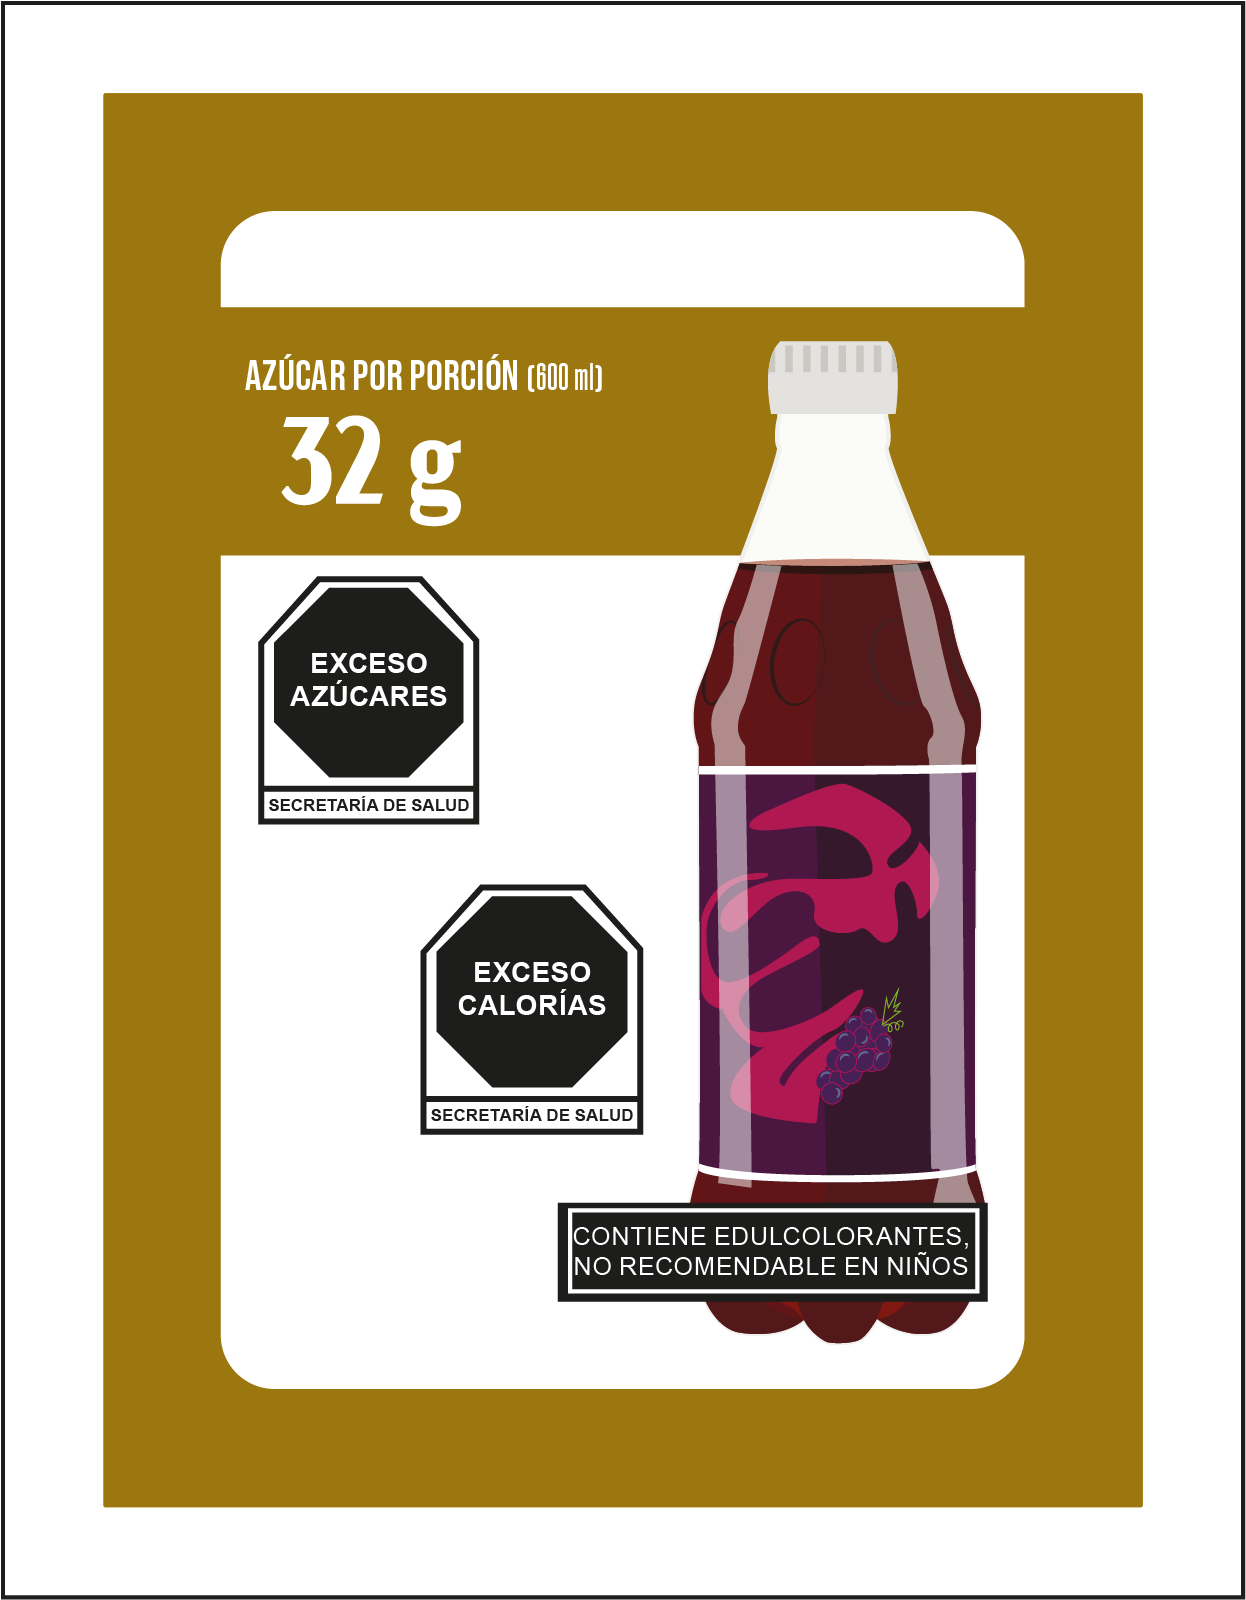 AZÚCAR POR PORCIÓN (600 ml)
32 g
EXCESO
AZÚCARES
SECRETARÍA DE SALUD
EXCESO
CALORÍAS
SECRETARÍA DE SALUD
CONTIENE EDULCOLORANTES,
NO RECOMENDABLE EN NIÑOS